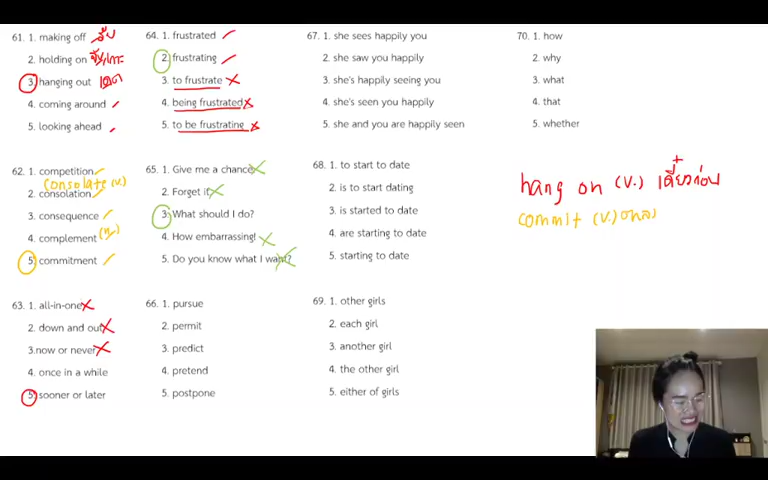 61. 1. making off จูบ
2. holding on
3. hanging out
4. coming around
5. looking ahead
62. 1. competition
consolate (v.)
2. consolation
3. consequence
4. complement (n)
5. commitment
63. 1. all-in-one
2. down and out
3.now or never
4. once in a while
5. sooner or later
64. 1. frustrated
2. frustrating
3. to frustrate
4. being frustrated
5. to be frustrating
65. 1. Give me a chance
2. Forget it
3. What should I do?
4. How embarrassing!
5. Do you know what I want?
66. 1. pursue
2. permit
3. predict
4. pretend
5. postpone
67. 1. she sees happily you
2. she saw you happily
3. she's happily seeing you
4. she's seen you happily
5. she and you are happily seen
68. 1. to start to date
2. is to start dating
3. is started to date
4. are starting to date
5. starting to date
69. 1. other girls
2. each girl
3. another girl
4. the other girl
5. either of girls
70. 1. how
2. why
3. what
4. that
5. whether
hang on (v.) เดี๋ยวก่อน
commit (v.)